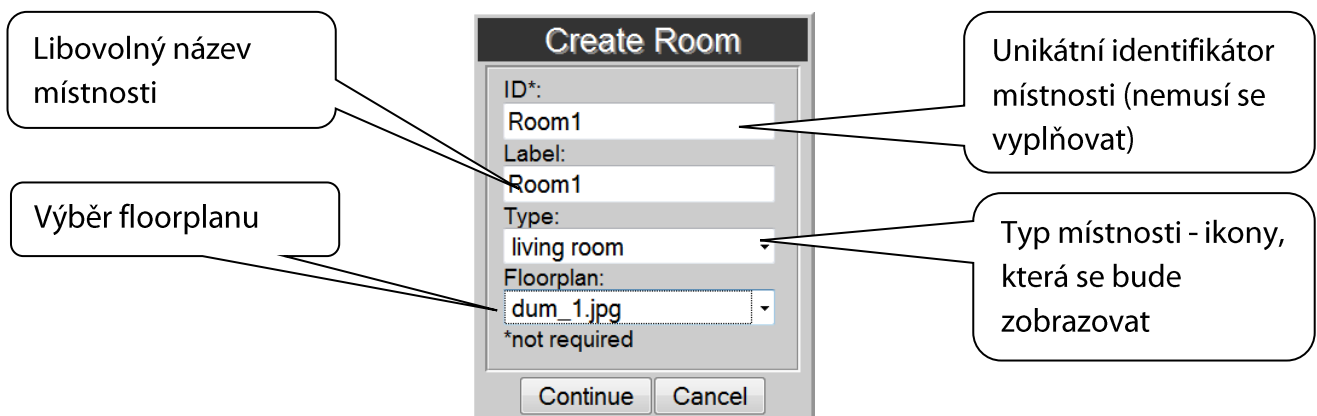 Libovolný název
místnosti
Výběr floorplanu
Create Room
ID*:
Room1
Label:
Room1
Type:
living room
Floorplan:
dum_1.jpg
*not required
Continue
Cancel
Unikátní identifikátor
místnosti (nemusí se
vyplňovat)
Typ místnosti - ikony,
která se bude
zobrazovat